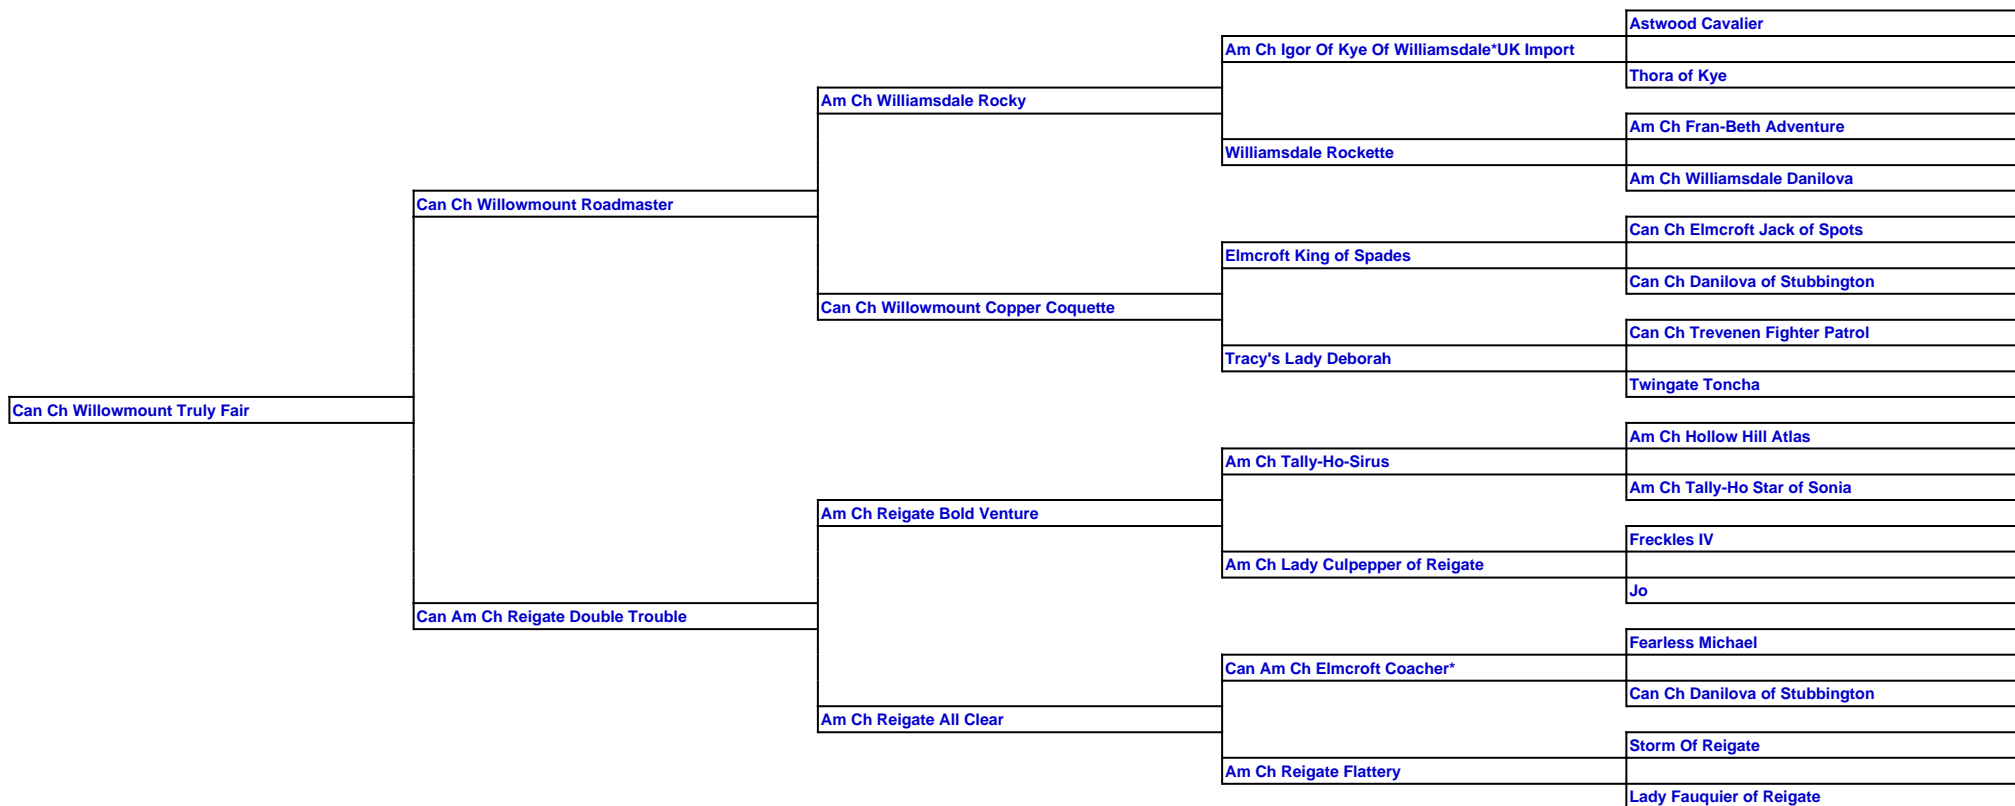 Astwood Cavalier
Am Ch Igor Of Kye Of Williamsdale*UK Import
Thora of Kye
Am Ch Williamsdale Rocky
Am Ch Fran-Beth Adventure
Williamsdale Rockette
Am Ch Williamsdale Danilova
Can Ch Willowmount Roadmaster
Can Ch Elmcroft Jack of Spots
Elmcroft King of Spades
Can Ch Danilova of Stubbington
Can Ch Willowmount Copper Coquette
Can Ch Trevenen Fighter Patrol
Tracy's Lady Deborah
Twingate Toncha
Can Ch Willowmount Truly Fair
Am Ch Hollow Hill Atlas
Am Ch Tally-Ho-Sirus
Am Ch Tally-Ho Star of Sonia
Am Ch Reigate Bold Venture
Freckles IV
Am Ch Lady Culpepper of Reigate
Jo
Can Am Ch Reigate Double Trouble
Fearless Michael
Can Am Ch Elmcroft Coacher*
Can Ch Danilova of Stubbington
Am Ch Reigate All Clear
Storm Of Reigate
Am Ch Reigate Flattery
Lady Fauquier of Reigate